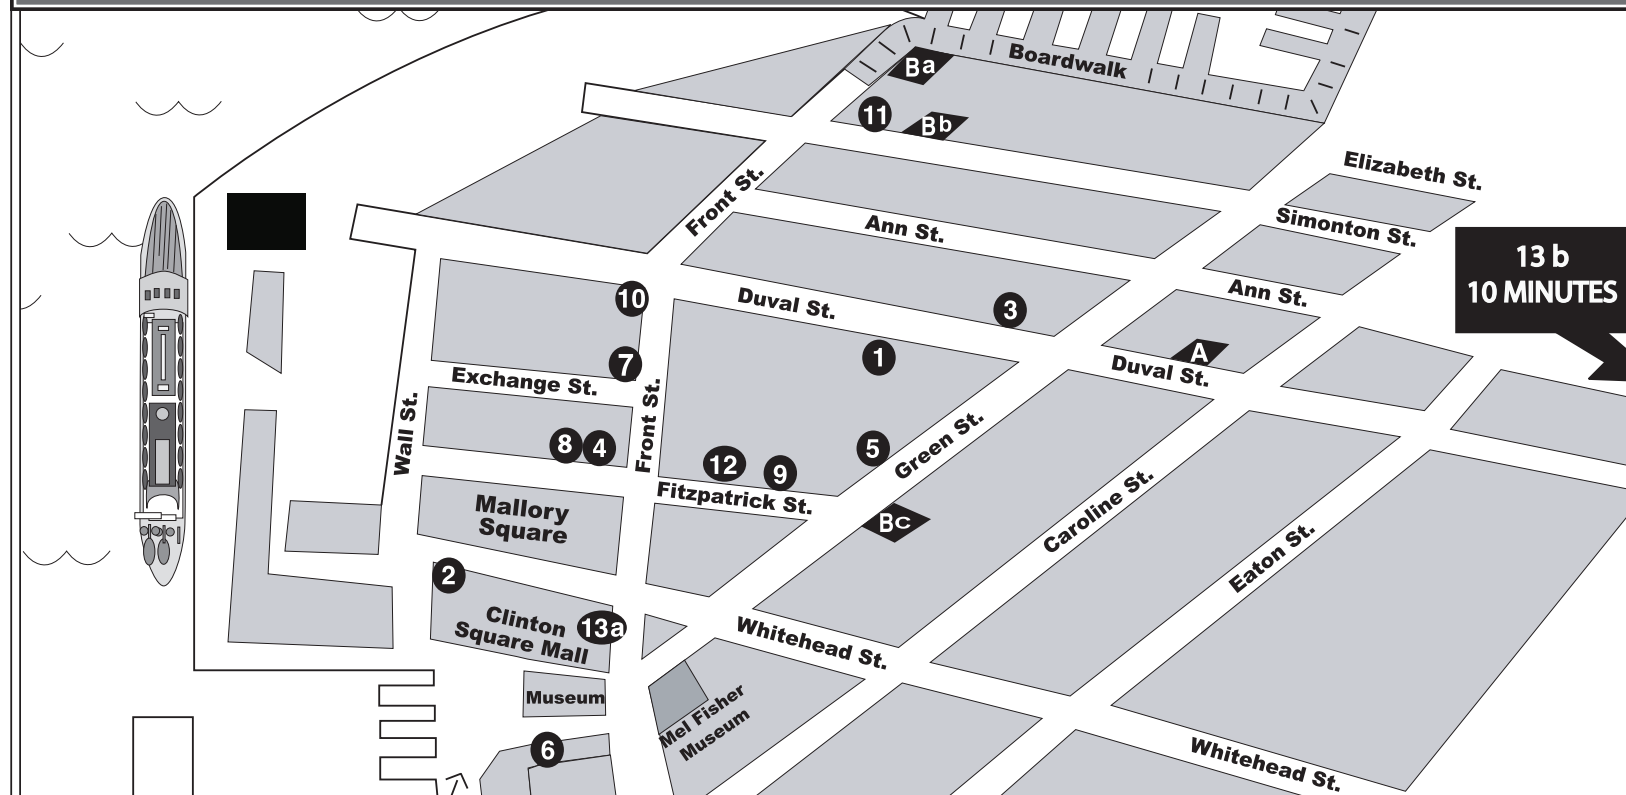 Boardwalk
Ba
11
Bb
Elizabeth St.
Front St.
Simonton St.
Ann St.
13 b
10 MINUTES
Ann St.
10
Duval St.
3
1
A
7
Duval St.
Exchange St.
Wall St.
Front St.
8
4
5
Green St.
12
9
Fitzpatrick St.
Mallory
Square
Bc
Caroline St.
Eaton St.
2
Clinton
Square Mall
13a
Whitehead St.
Museum
Mel Fisher
Museum
6
Whitehead St.